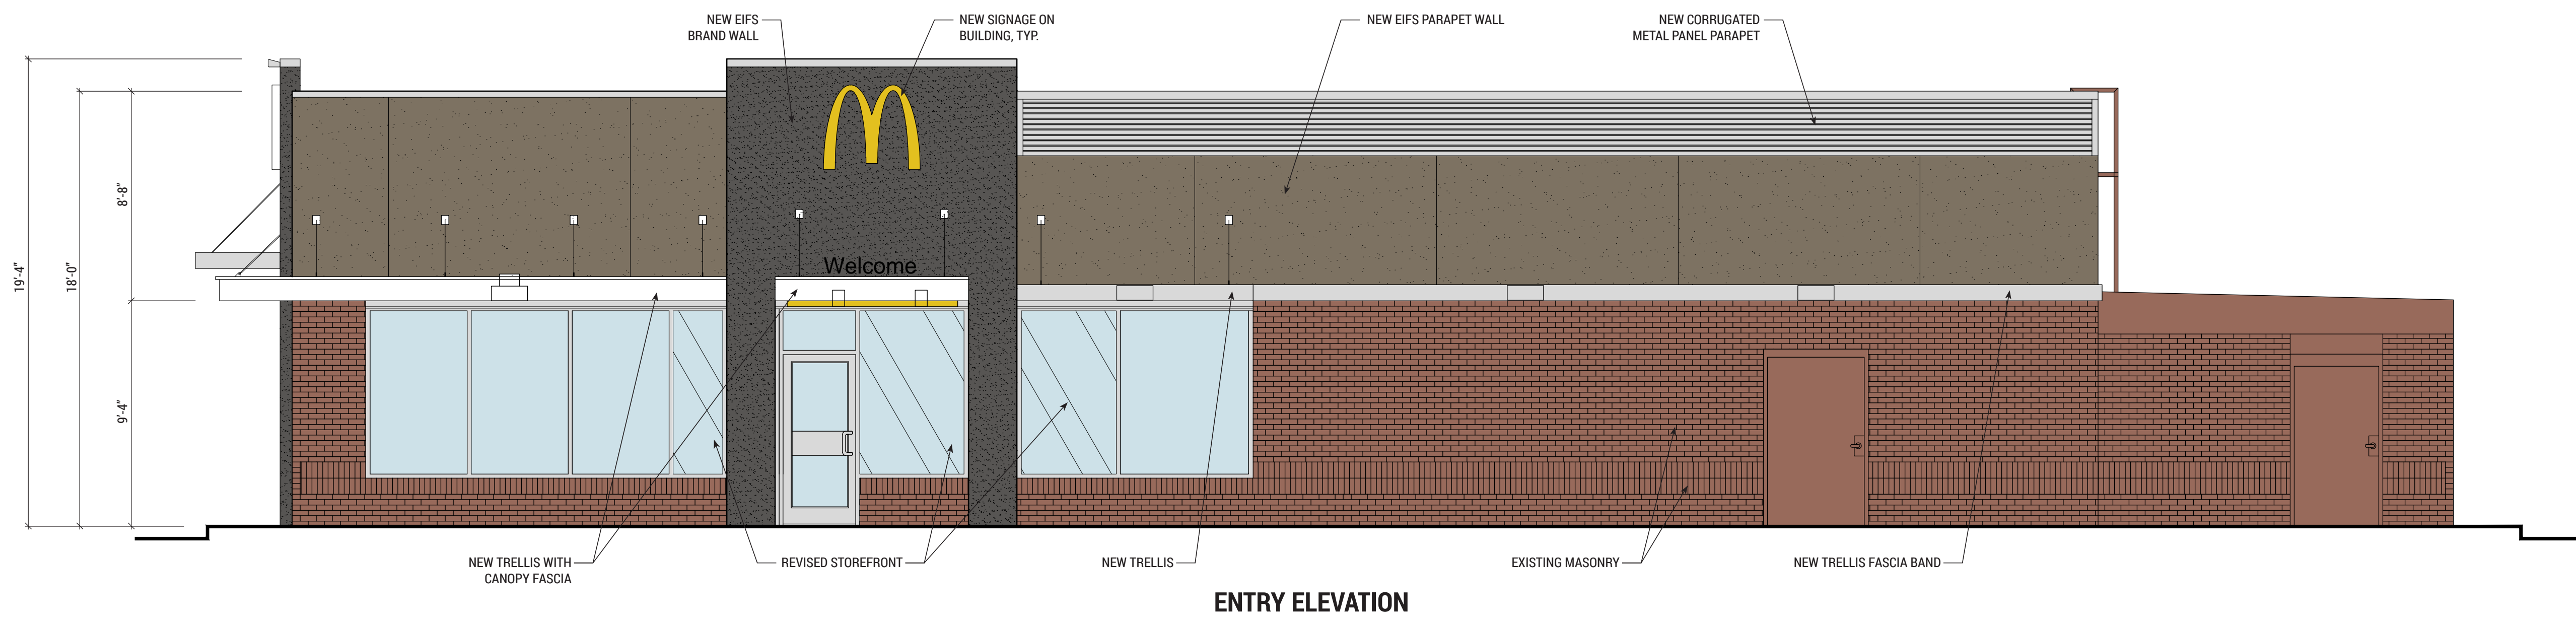 NEW EIFS
BRAND WALL
NEW SIGNAGE ON
BUILDING, TYP.
NEW EIFS PARAPET WALL
NEW CORRUGATED
METAL PANEL PARAPET
19'-4"
18'-0"
8'-8"
9'-4"
Welcome
NEW TRELLIS WITH
CANOPY FASCIA
REVISED STOREFRONT
NEW TRELLIS
EXISTING MASONRY
NEW TRELLIS FASCIA BAND
ENTRY ELEVATION